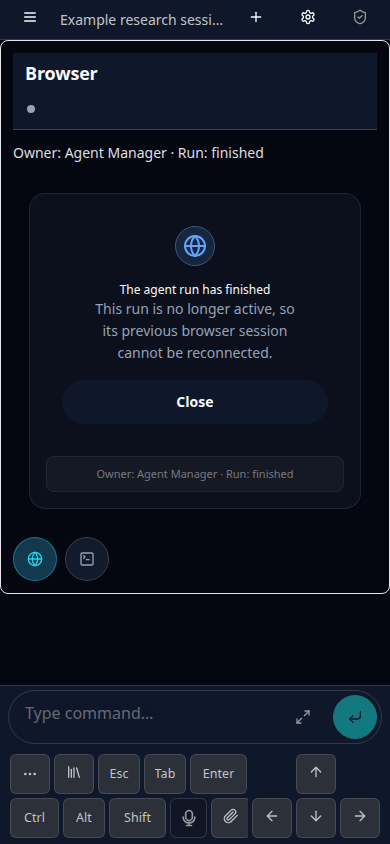 Example research sessi...
Browser
Owner: Agent Manager · Run: finished
The agent run has finished
This run is no longer active, so
its previous browser session
cannot be reconnected.
Close
Owner: Agent Manager · Run: finished
Type command...
Esc Tab Enter
Ctrl Alt Shift